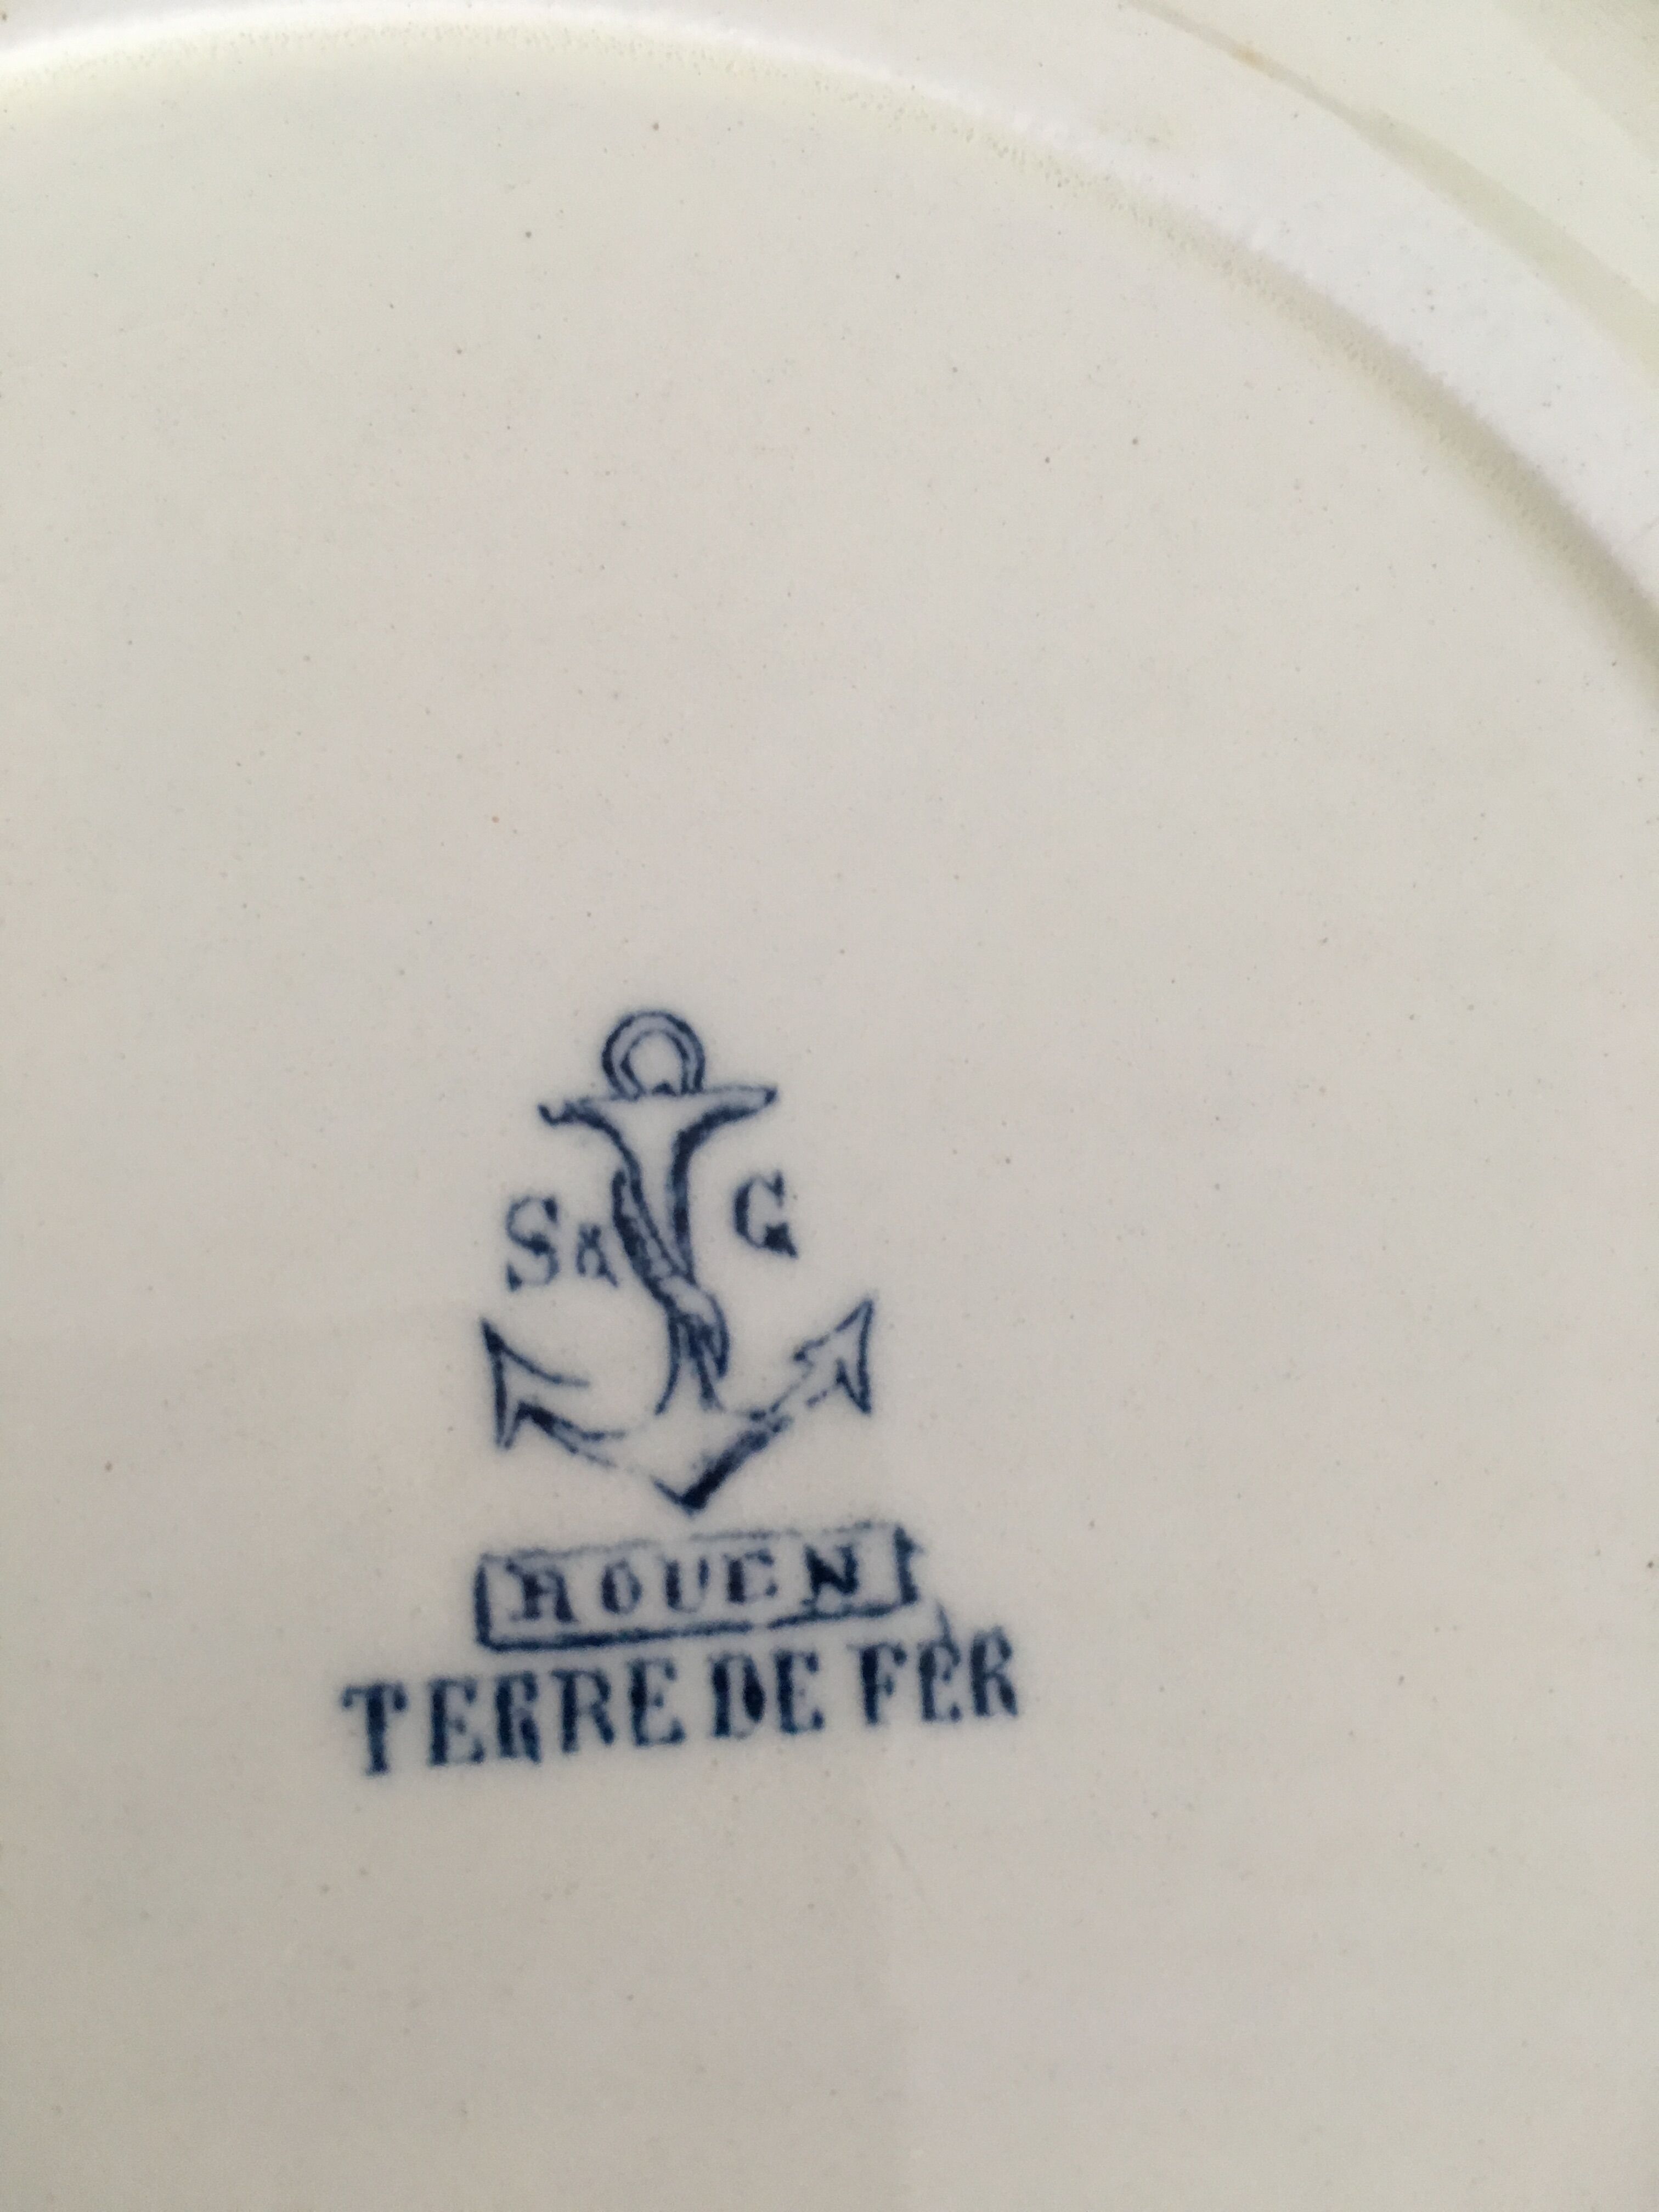 S & G
ROUEN
TERRE DE FER